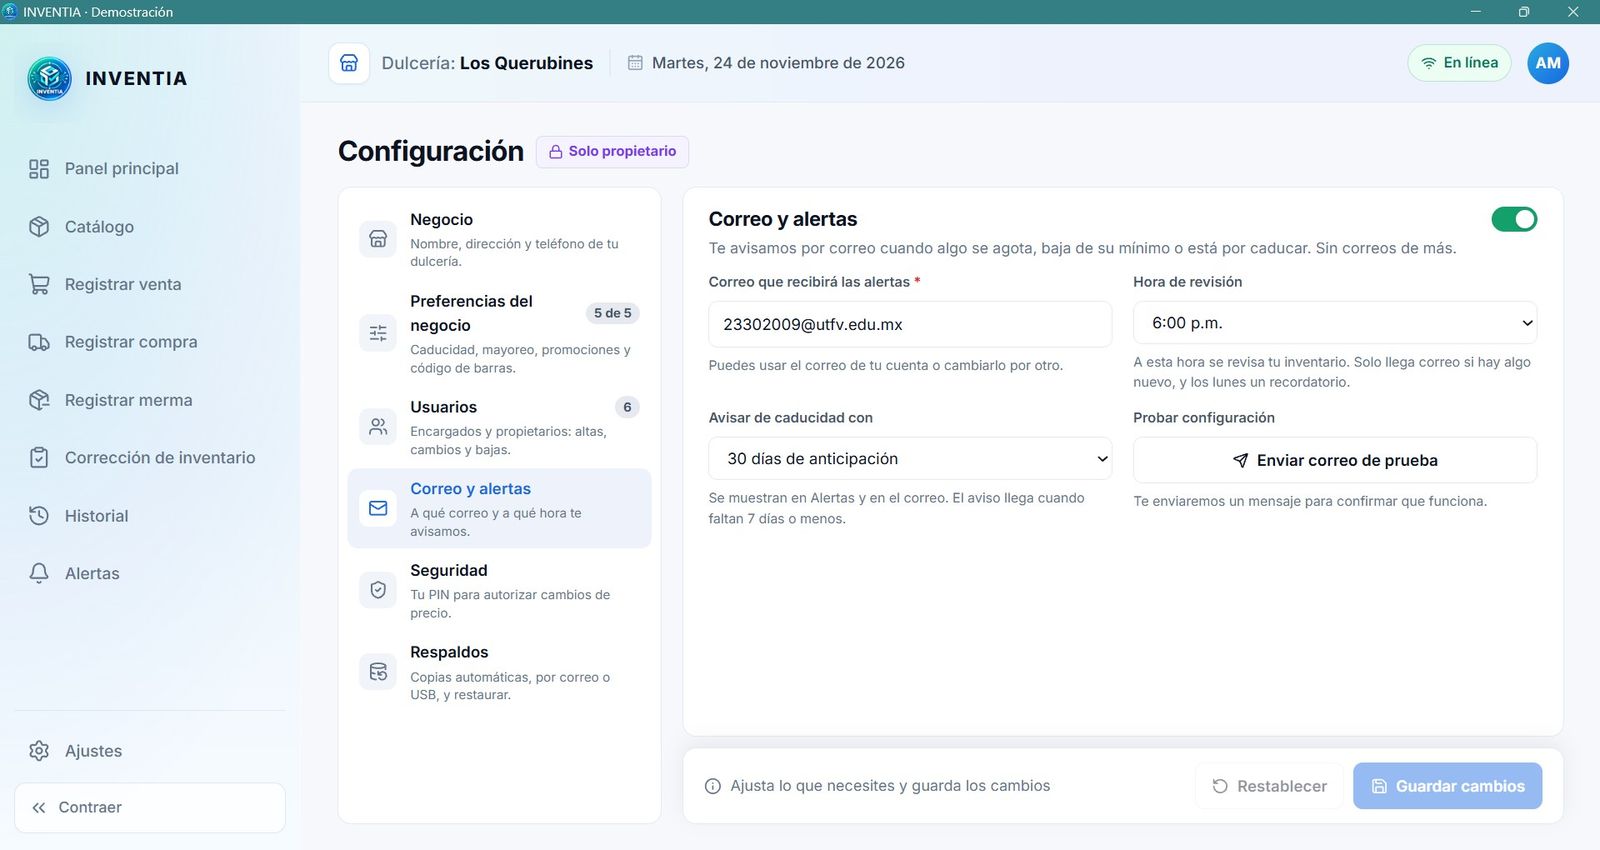 INVENTIA · Demostración
INVENTIA
INVENTIA
Dulcería: Los Querubines
Martes, 24 de noviembre de 2026
En línea
AM
Panel principal
Catálogo
Registrar venta
Registrar compra
Registrar merma
Corrección de inventario
Historial
Alertas
Ajustes
Contraer
Configuración
Solo propietario
Negocio
Nombre, dirección y teléfono de tu
dulcería.
Preferencias del
negocio
5 de 5
Caducidad, mayoreo, promociones y
código de barras.
Usuarios
6
Encargados y propietarios: altas,
cambios y bajas.
Correo y alertas
A qué correo y a qué hora te
avisamos.
Seguridad
Tu PIN para autorizar cambios de
precio.
Respaldos
Copias automáticas, por correo o
USB, y restaurar.
Correo y alertas
Te avisamos por correo cuando algo se agota, baja de su mínimo o está por caducar. Sin correos de más.
Correo que recibirá las alertas *
23302009@utfv.edu.mx
Puedes usar el correo de tu cuenta o cambiarlo por otro.
Hora de revisión
6:00 p.m.
A esta hora se revisa tu inventario. Solo llega correo si hay algo
nuevo, y los lunes un recordatorio.
Avisar de caducidad con
30 días de anticipación
Se muestran en Alertas y en el correo. El aviso llega cuando
faltan 7 días o menos.
Probar configuración
Enviar correo de prueba
Te enviaremos un mensaje para confirmar que funciona.
Ajusta lo que necesites y guarda los cambios
Restablecer
Guardar cambios